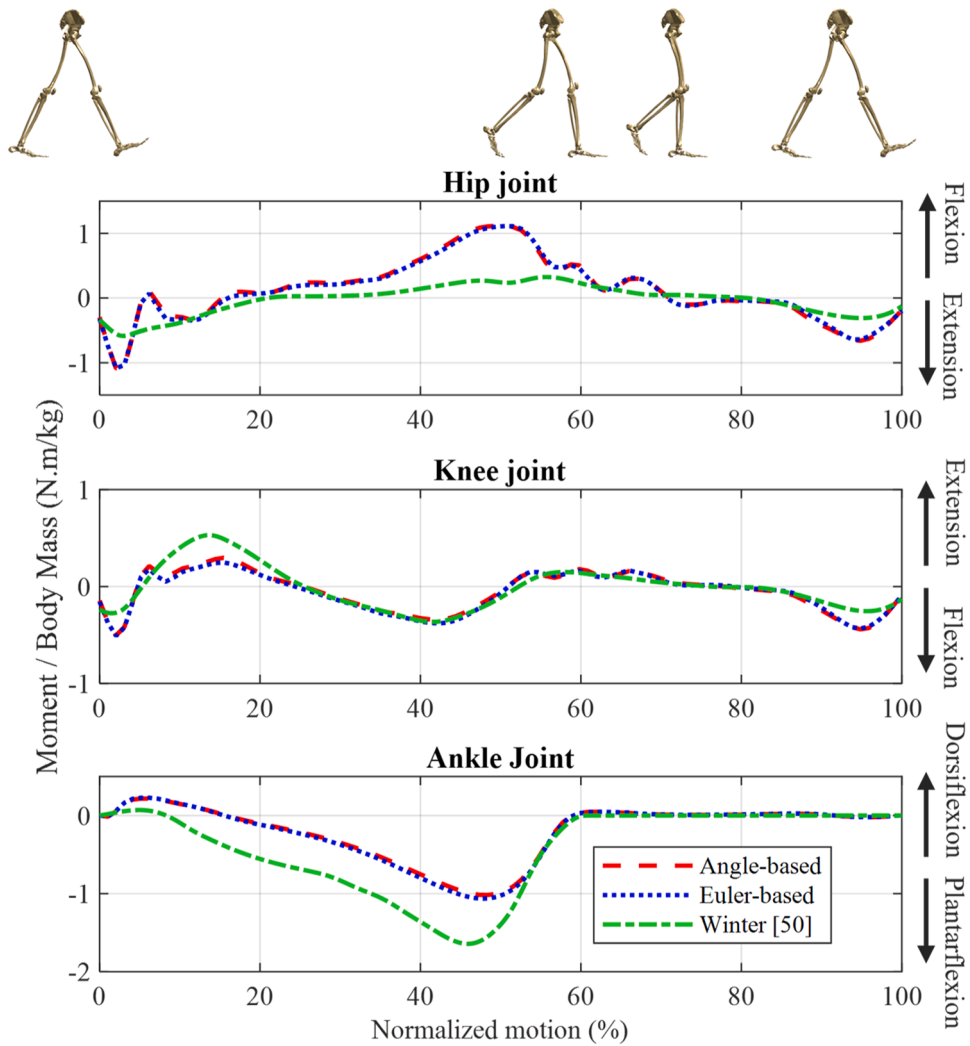 Hip joint
1
0
-1
0
20
40
60
80
100
Flexion
Extension
Knee joint
1
0
-1
0
20
40
60
80
100
Extension
Flexion
Ankle Joint
0
-1
-2
0
20
40
60
80
100
Dorsiflexion
Plantarflexion
Angle-based
Euler-based
Winter [50]
Moment / Body Mass (N.m/kg)
Normalized motion (%)